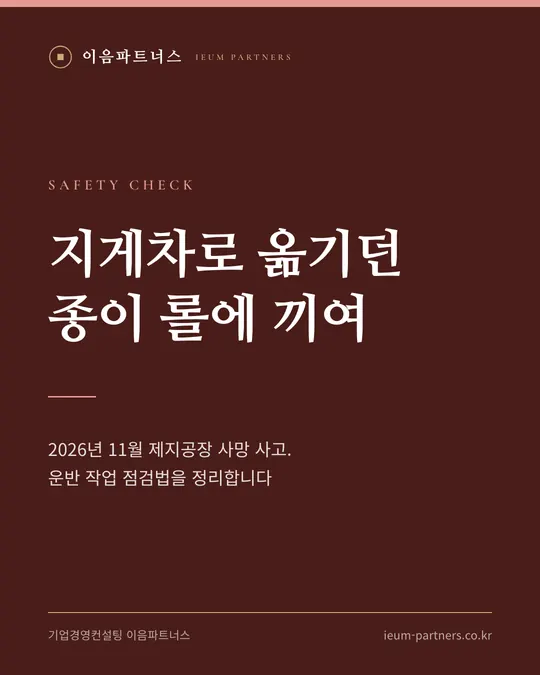 이음파트너스 IEUM PARTNERS
SAFETY CHECK
지게차로 옮기던
종이 롤에 끼여
2026년 11월 제지공장 사망 사고.
운반 작업 점검법을 정리합니다
기업경영컨설팅 이음파트너스
ieum-partners.co.kr